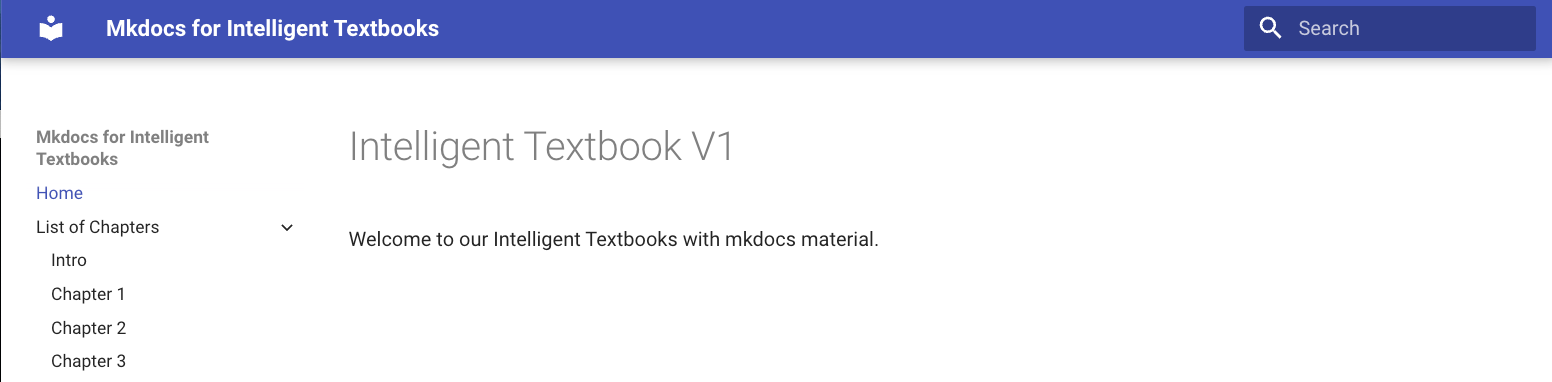 Mkdocs for Intelligent Textbooks
Search
Mkdocs for Intelligent
Textbooks
Home
List of Chapters
Intro
Chapter 1
Chapter 2
Chapter 3
Intelligent Textbook V1
Welcome to our Intelligent Textbooks with mkdocs material.